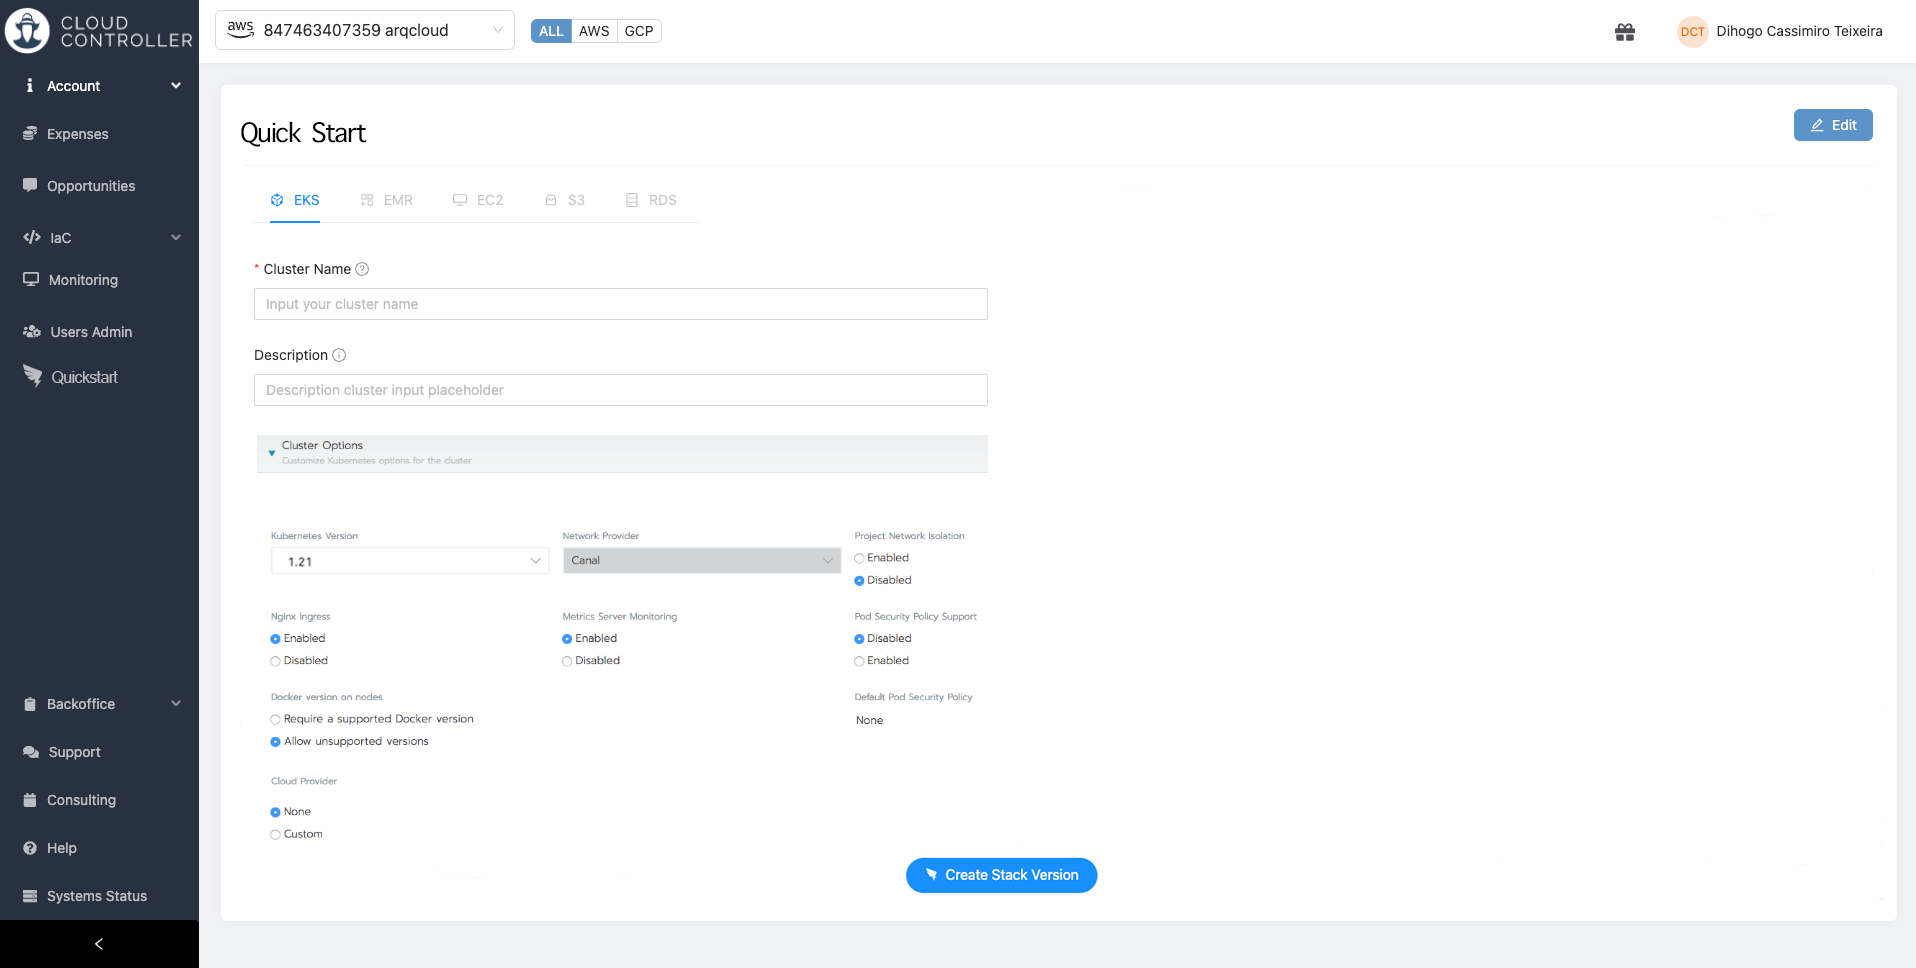 CLOUD
CONTROLLER
aws 847463407359 arqcloud
ALL AWS GCP
DCT Dihogo Cassimiro Teixeira
Account
Expenses
Opportunities
IaC
Monitoring
Users Admin
Quickstart
Backoffice
Support
Consulting
Help
Systems Status
Quick Start
Edit
EKS EMR EC2 S3 RDS
* Cluster Name
Input your cluster name
Description
Description cluster input placeholder
Cluster Options
Customize Kubernetes options for the cluster
Kubernetes Version
1.21
Network Provider
Canal
Project Network Isolation
Enabled
Disabled
Nginx Ingress
Enabled
Disabled
Metrics Server Monitoring
Enabled
Disabled
Pod Security Policy Support
Disabled
Enabled
Docker version on nodes
Require a supported Docker version
Allow unsupported versions
Default Pod Security Policy
None
Cloud Provider
None
Custom
Create Stack Version